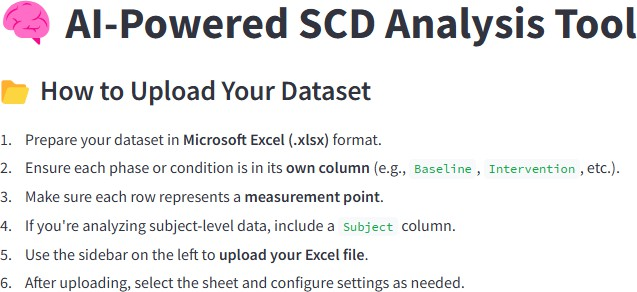 AI-Powered SCD Analysis Tool
How to Upload Your Dataset
1. Prepare your dataset in Microsoft Excel (.xlsx) format.
2. Ensure each phase or condition is in its own column (e.g., Baseline, Intervention, etc.).
3. Make sure each row represents a measurement point.
4. If you're analyzing subject-level data, include a Subject column.
5. Use the sidebar on the left to upload your Excel file.
6. After uploading, select the sheet and configure settings as needed.